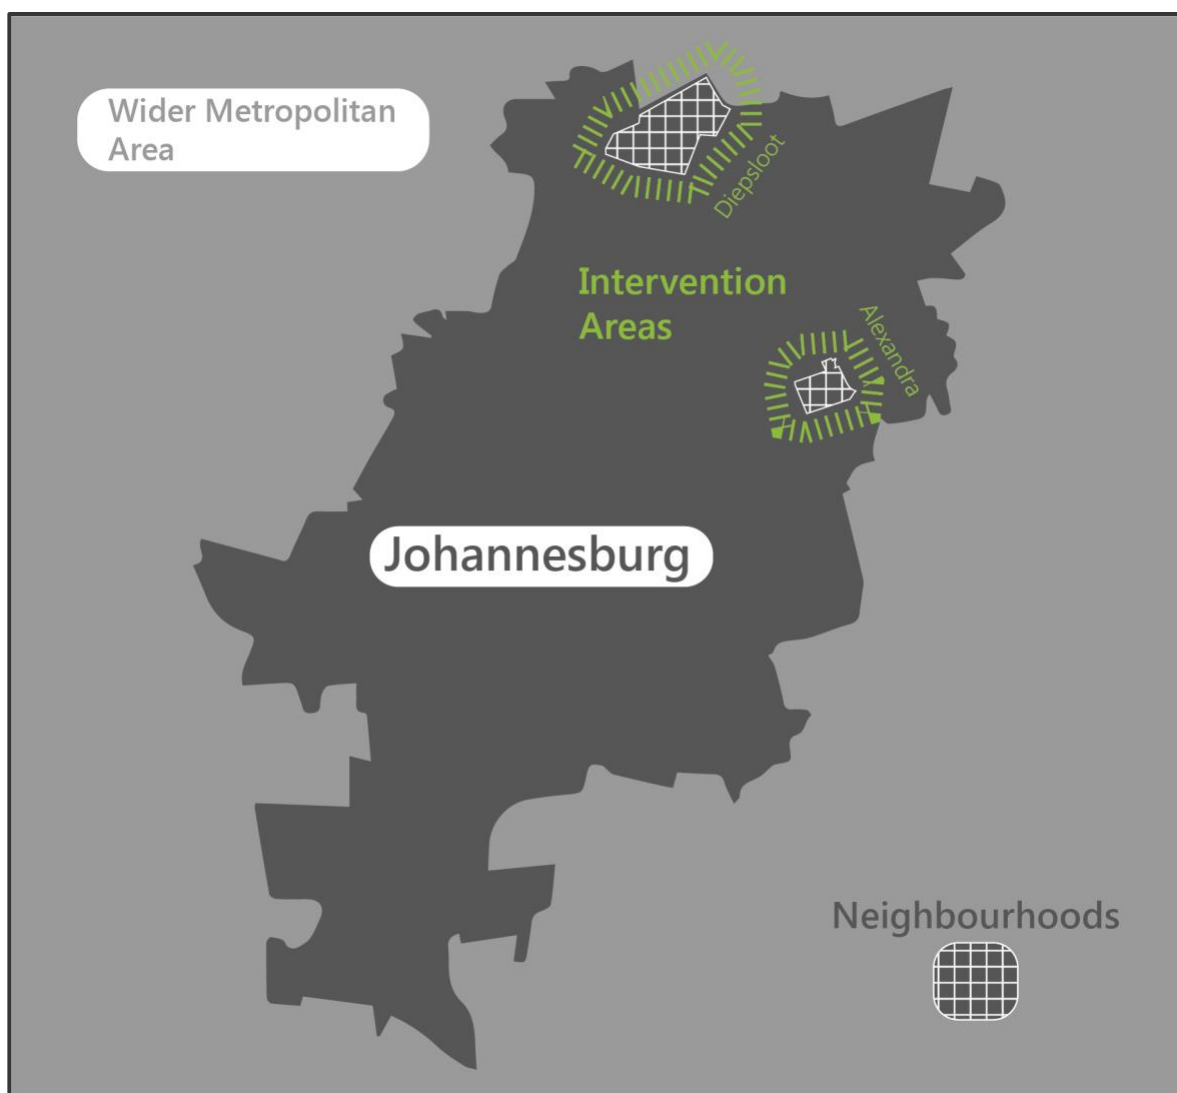 Wider Metropolitan
Area
Diepsloot
Intervention
Areas
Alexandra
Johannesburg
Neighbourhoods